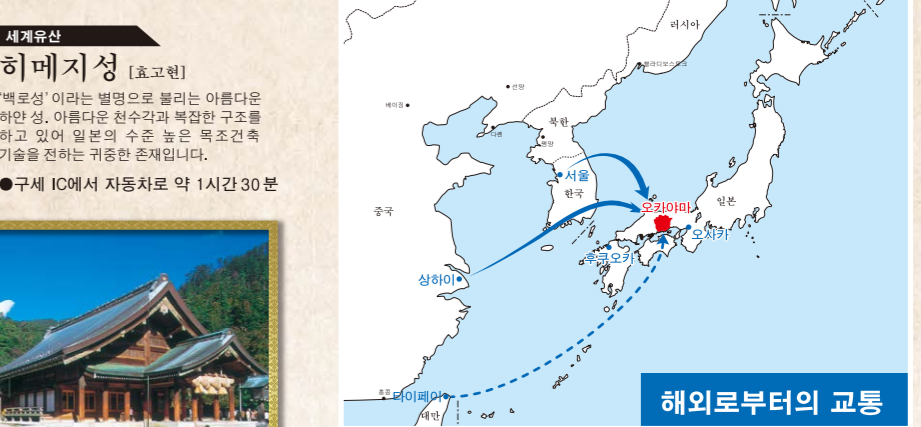 세계유산
히메지성 [효고현]
'백로성' 이라는 별명으로 불리는 아름다운
하얀 성. 아름다운 천수각과 복잡한 구조를
하고 있어 일본의 수준 높은 목조건축
기술을 전하는 귀중한 존재입니다.
●구세 IC에서 자동차로 약 1시간 30분
러시아
블라디보스토크
선양
베이징
북한
다롄
평양
서울
한국
중국
일본
오카야마
오사카
후쿠오카
상하이
홍콩
타이페이
대만
해외로부터의 교통